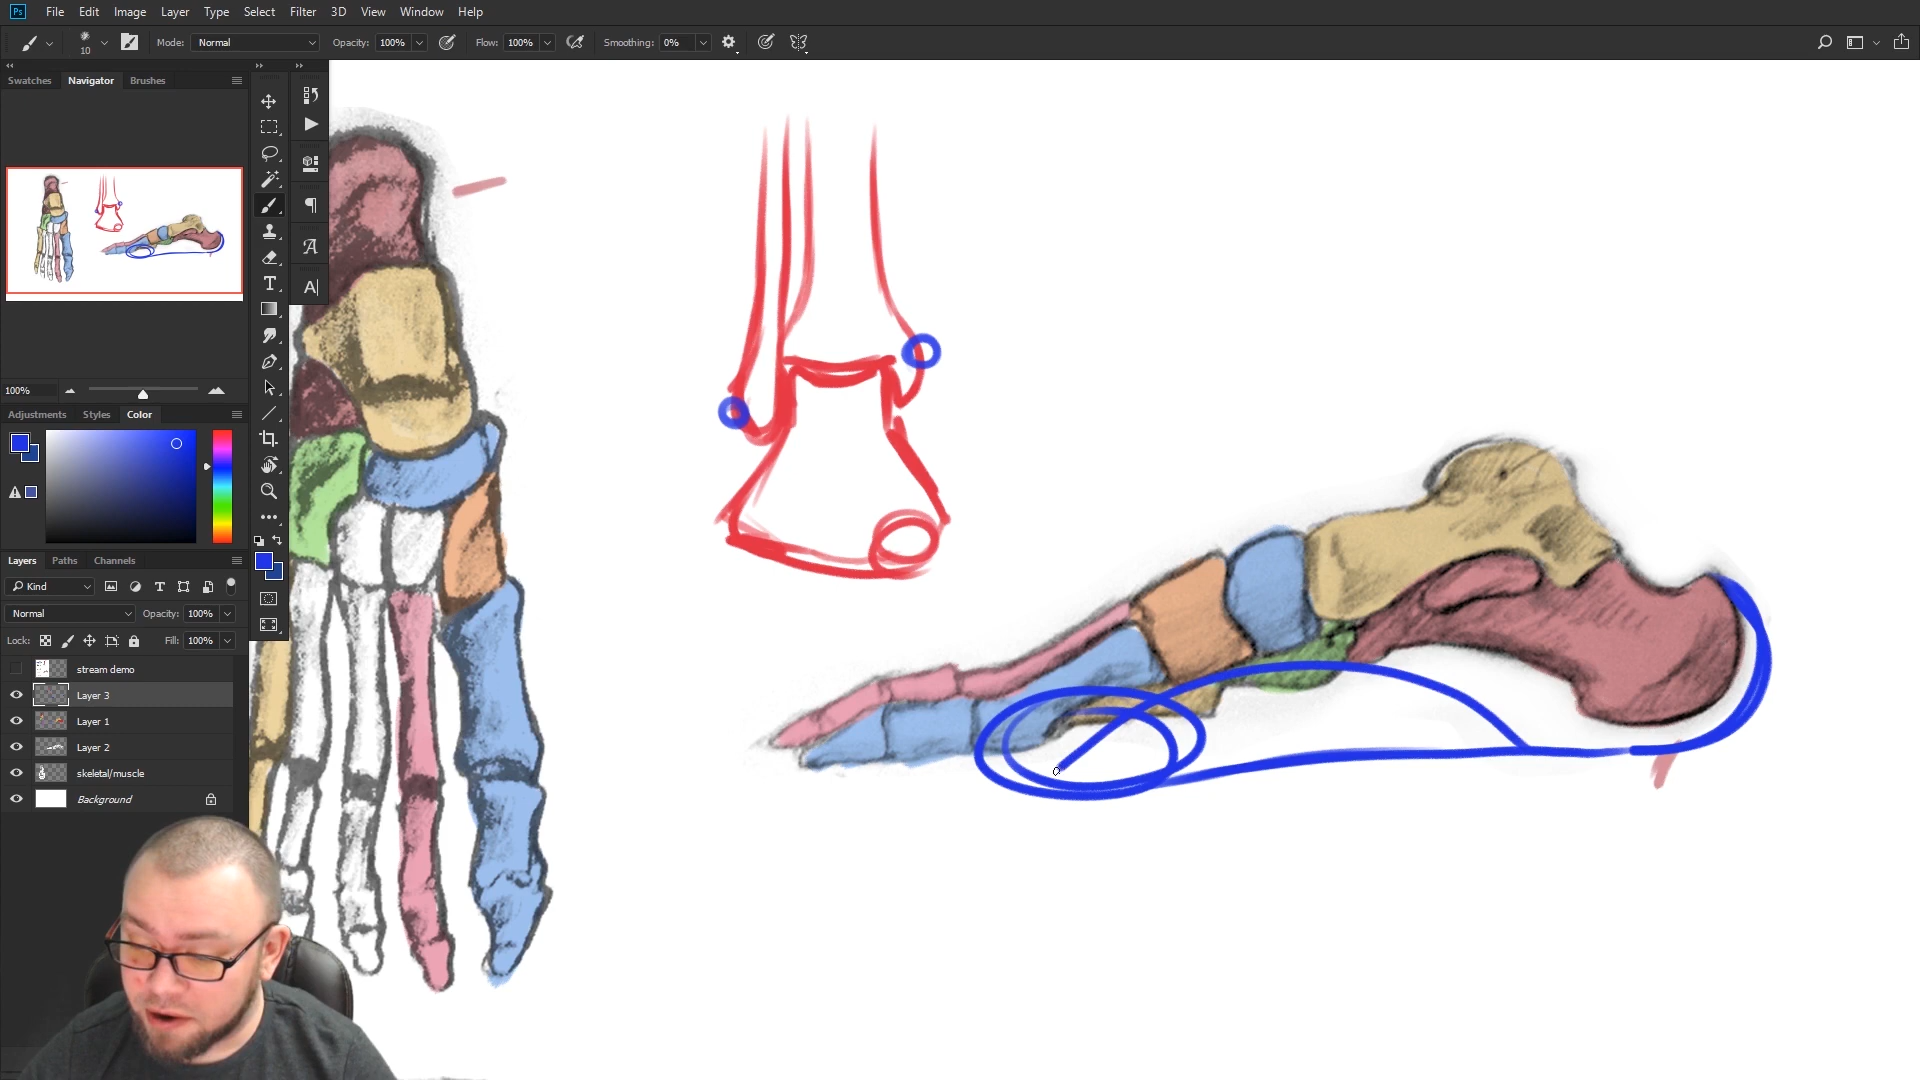 Ps File Edit Image Layer Type Select Filter 3D View Window Help
10 Mode: Normal Opacity: 100% Flow: 100% Smoothing: 0%
Swatches Navigator Brushes
100%
Adjustments Styles Color
Layers Paths Channels
Kind
Normal Opacity: 100%
Lock: Fill: 100%
stream demo
Layer 3
Layer 1
Layer 2
skeletal/muscle
Background